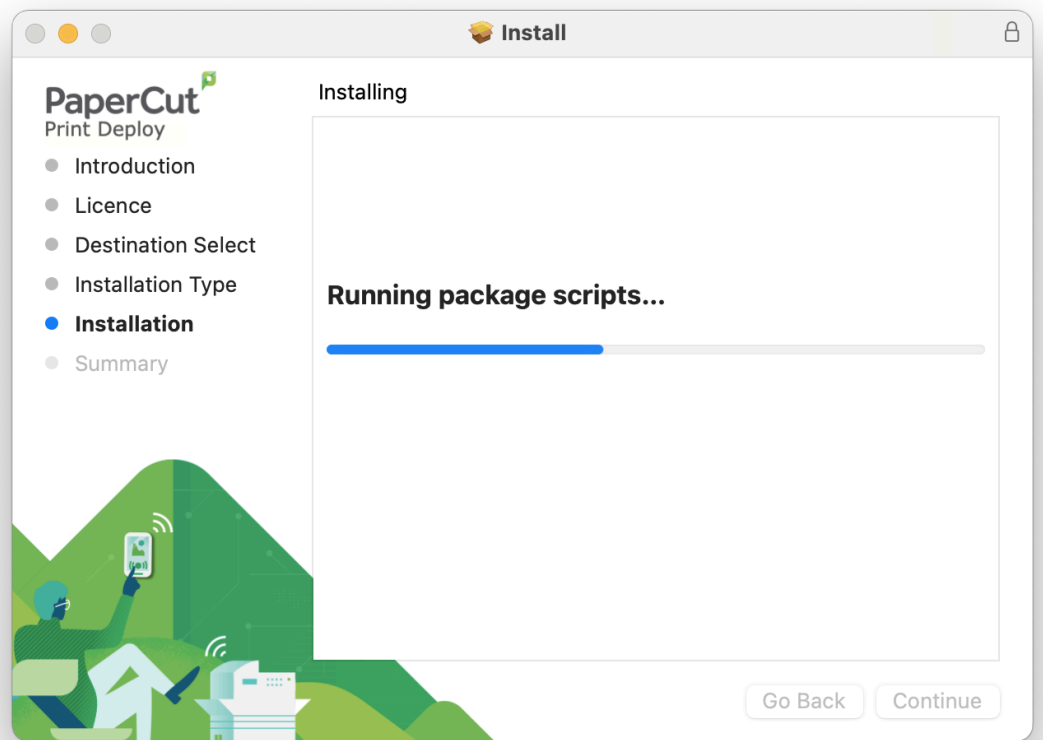 Install
PaperCut
Print Deploy
Introduction
Licence
Destination Select
Installation Type
Installation
Summary
Installing
Running package scripts...
Go Back
Continue